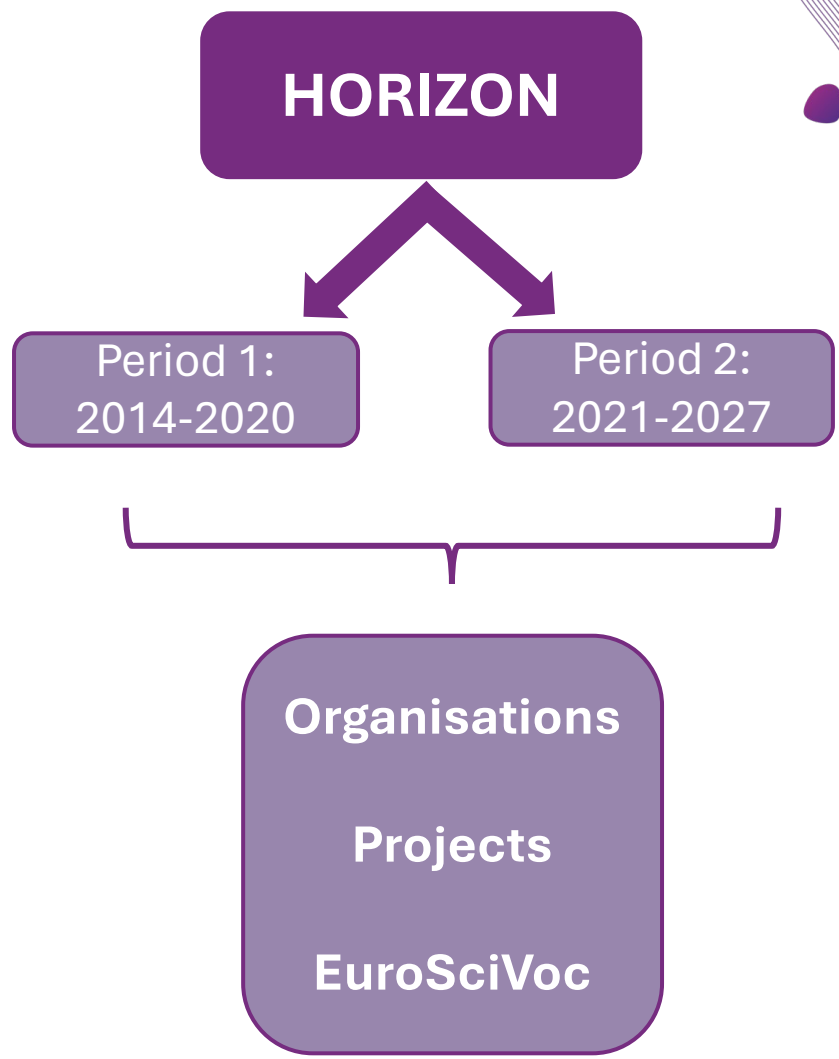 HORIZON
Period 1:
2014-2020
Period 2:
2021-2027
Organisations
Projects
EuroSciVoc